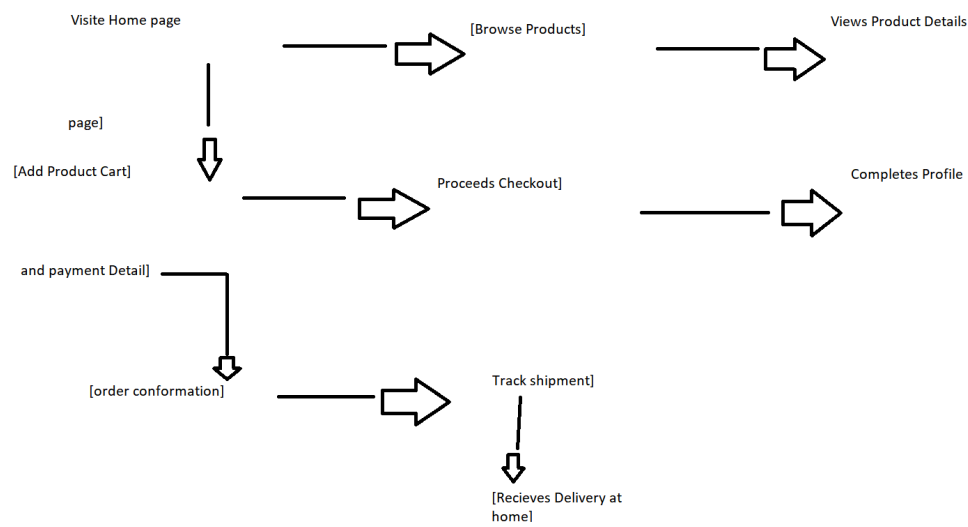 Visite Home page
[Browse Products]
Views Product Details
page]
[Add Product Cart]
Proceeds Checkout]
Completes Profile
and payment Detail]
[order conformation]
Track shipment]
[Recieves Delivery at
home]